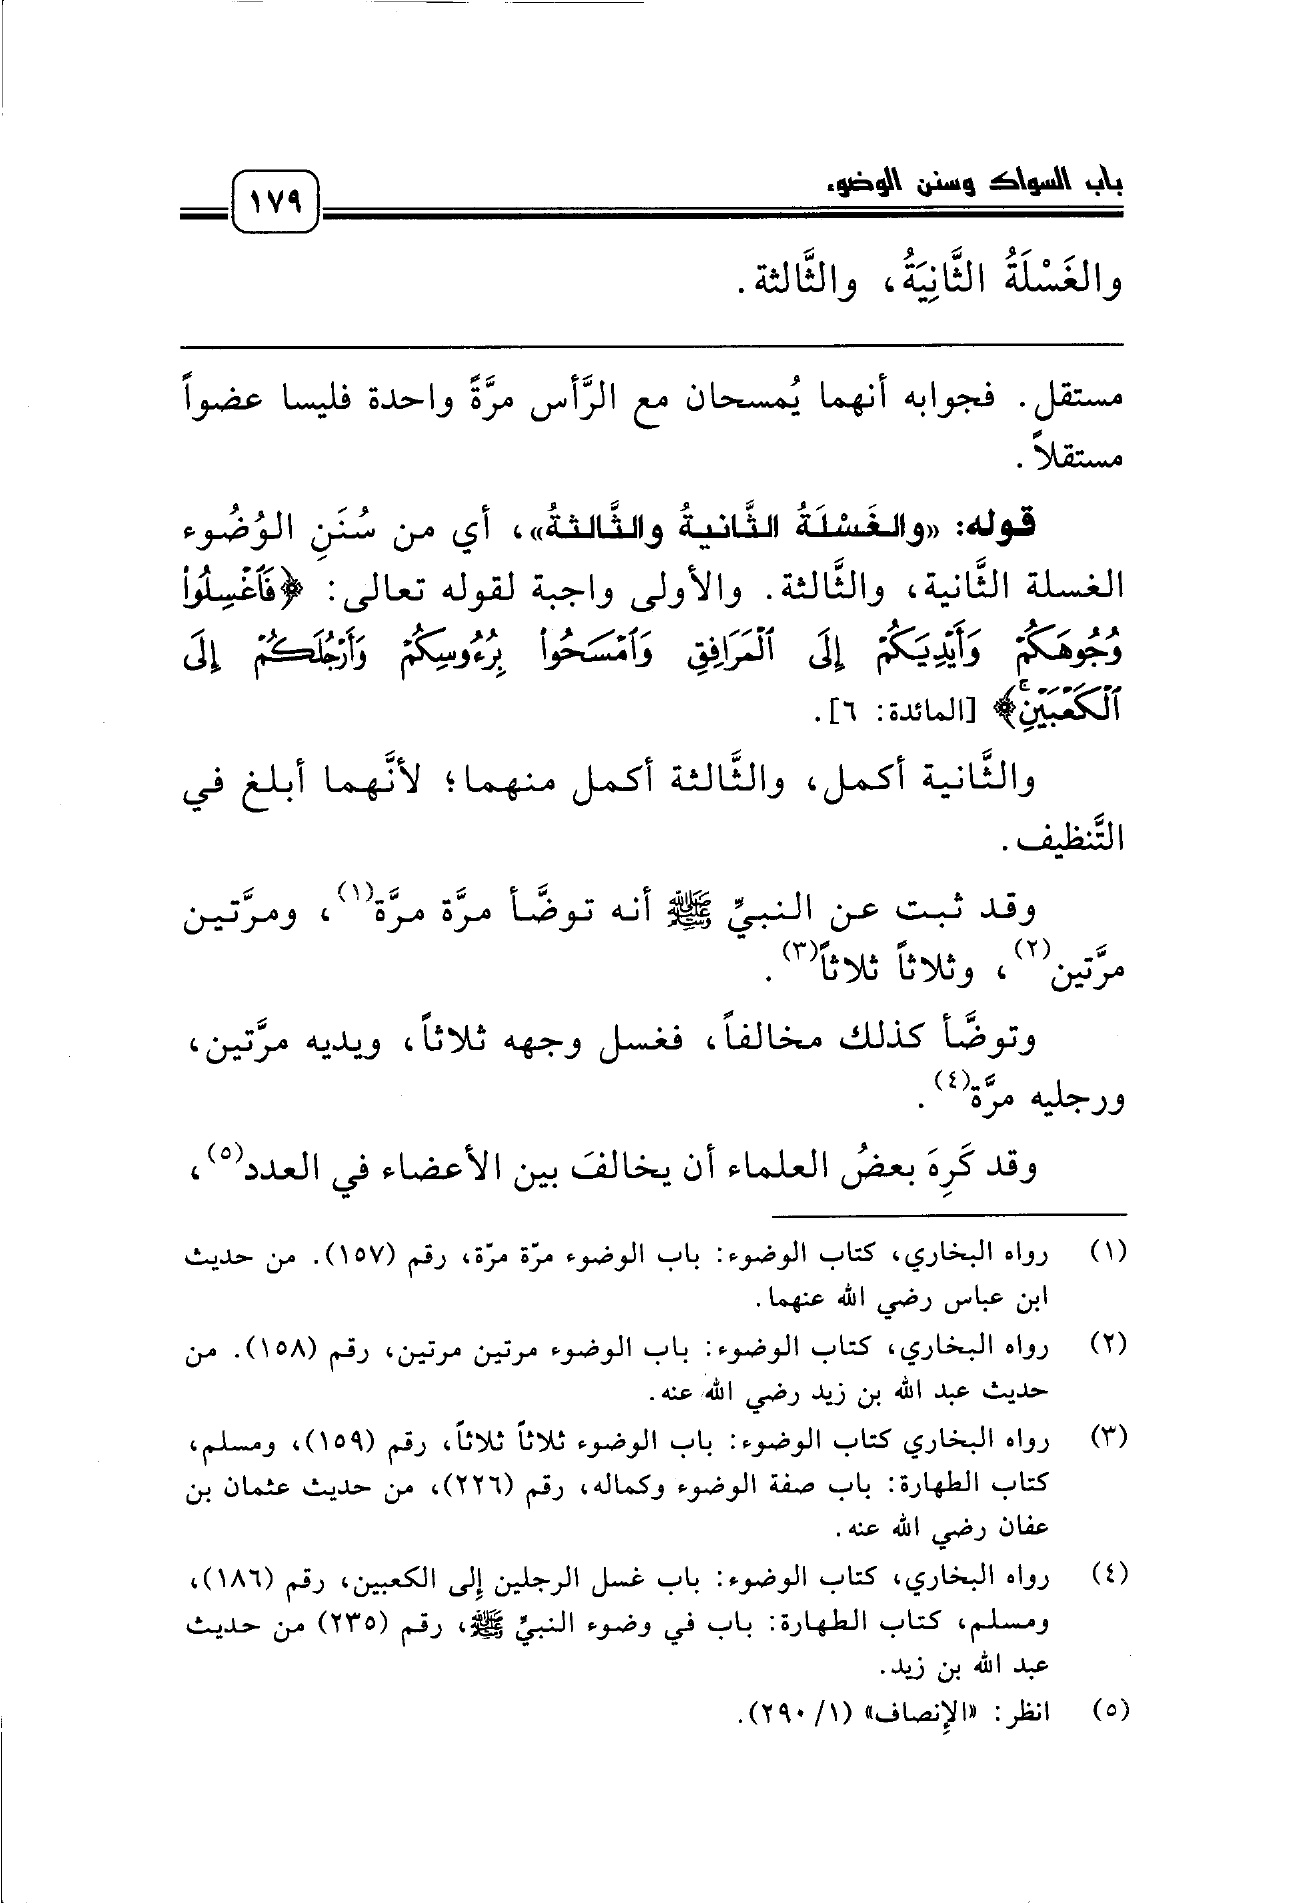 باب السواك وسنن الوضوء
١٧٩
والغَسْلَةُ الثَّانِيَةُ، والثَّالثة.
مستقل. فجوابه أنهما يُمسحان مع الرَّأس مرَّةً واحدة فليسا عضواً
مستقلاً.
قوله: «والغَسْلَةُ الثَّانيةُ والثَّالثةُ»، أي من سُنَنِ الوُضُوء
الغسلة الثَّانية، والثَّالثة. والأولى واجبة لقوله تعالى: ﴿فَٱغۡسِلُواْ
وُجُوهَكُمۡ وَأَيۡدِيَكُمۡ إِلَى ٱلۡمَرَافِقِ وَٱمۡسَحُواْ بِرُءُوسِكُمۡ وَأَرۡجُلَكُمۡ إِلَى
ٱلۡكَعۡبَيۡنِۚ﴾ [المائدة: ٦].
والثَّانية أكمل، والثَّالثة أكمل منهما؛ لأنَّهما أبلغ في
التَّنظيف.
وقد ثبت عن النبيِّ ﷺ أنه توضَّأ مرَّة مرَّة(١)، ومرَّتين
مرَّتين(٢)، وثلاثاً ثلاثاً(٣).
وتوضَّأ كذلك مخالفاً، فغسل وجهه ثلاثاً، ويديه مرَّتين،
ورجليه مرَّة(٤).
وقد كَرِهَ بعضُ العلماء أن يخالفَ بين الأعضاء في العدد(٥)،
(١) رواه البخاري، كتاب الوضوء: باب الوضوء مرّة مرّة، رقم (١٥٧). من حديث
ابن عباس رضي الله عنهما.
(٢) رواه البخاري، كتاب الوضوء: باب الوضوء مرتين مرتين، رقم (١٥٨). من
حديث عبد الله بن زيد رضي الله عنه.
(٣) رواه البخاري كتاب الوضوء: باب الوضوء ثلاثاً ثلاثاً، رقم (١٥٩)، ومسلم،
كتاب الطهارة: باب صفة الوضوء وكماله، رقم (٢٢٦)، من حديث عثمان بن
عفان رضي الله عنه.
(٤) رواه البخاري، كتاب الوضوء: باب غسل الرجلين إلى الكعبين، رقم (١٨٦)،
ومسلم، كتاب الطهارة: باب في وضوء النبيِّ ﷺ، رقم (٢٣٥) من حديث
عبد الله بن زيد.
(٥) انظر: «الإنصاف» (١/ ٢٩٠).